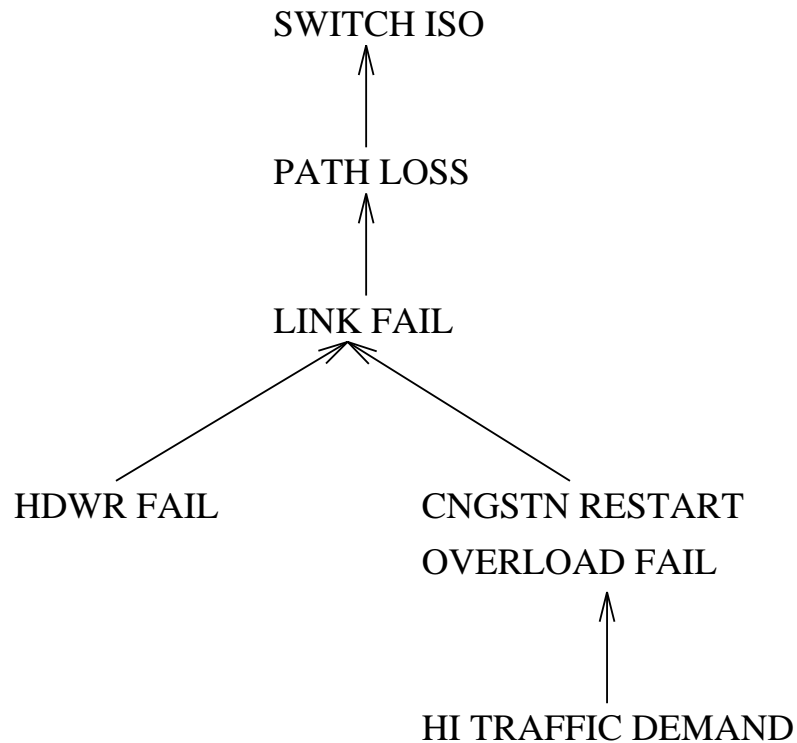 SWITCH ISO
PATH LOSS
LINK FAIL
HDWR FAIL
CNGSTN RESTART
OVERLOAD FAIL
HI TRAFFIC DEMAND